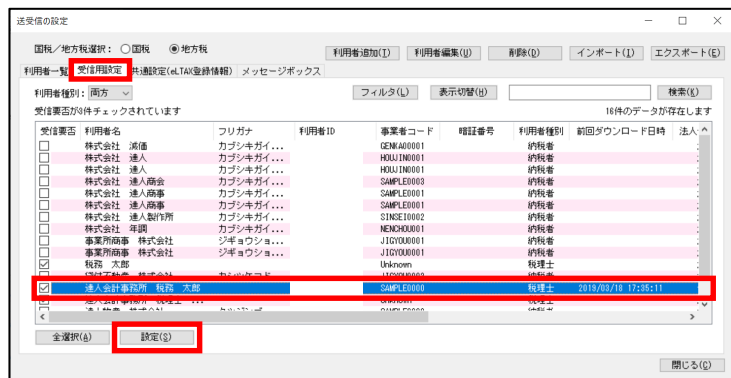 送受信の設定
国税／地方税選択： 国税 地方税 利用者追加(I) 利用者編集(U) 削除(D) インポート(I) エクスポート(E)
利用者一覧 受信用設定 共通設定(eLTAX登録情報) メッセージボックス
利用者種別： 両方 フィルタ(L) 表示切替(H) 検索(K)
受信要否が3件チェックされています 16件のデータが存在します
受信要否 利用者名 フリガナ 利用者ID 事業者コード 暗証番号 利用者種別 前回ダウンロード日時 法人
株式会社 減価 カブシキガイ... GENKA00001 納税者
株式会社 達人 カブシキガイ... HOUJIN0001 納税者
株式会社 達人 カブシキガイ... HOUJIN0001 納税者
株式会社 達人商会 カブシキガイ... SAMPLE0003 納税者
株式会社 達人商事 カブシキガイ... SAMPLE0001 納税者
株式会社 達人商事 カブシキガイ... SAMPLE0001 納税者
株式会社 達人製作所 カブシキガイ... SINSEI0002 納税者
株式会社 年調 カブシキガイ... NENCHOU001 納税者
事業所商事 株式会社 ジギョウショ... JIGYOU0001 納税者
事業所商事 株式会社 ジギョウショ... JIGYOU0001 納税者
税務 太郎 Unknown 税理士
達人会計事務所 税務 太郎 SAMPLE0000 税理士 2019/03/18 17:35:11
全選択(A) 設定(S)
閉じる(C)